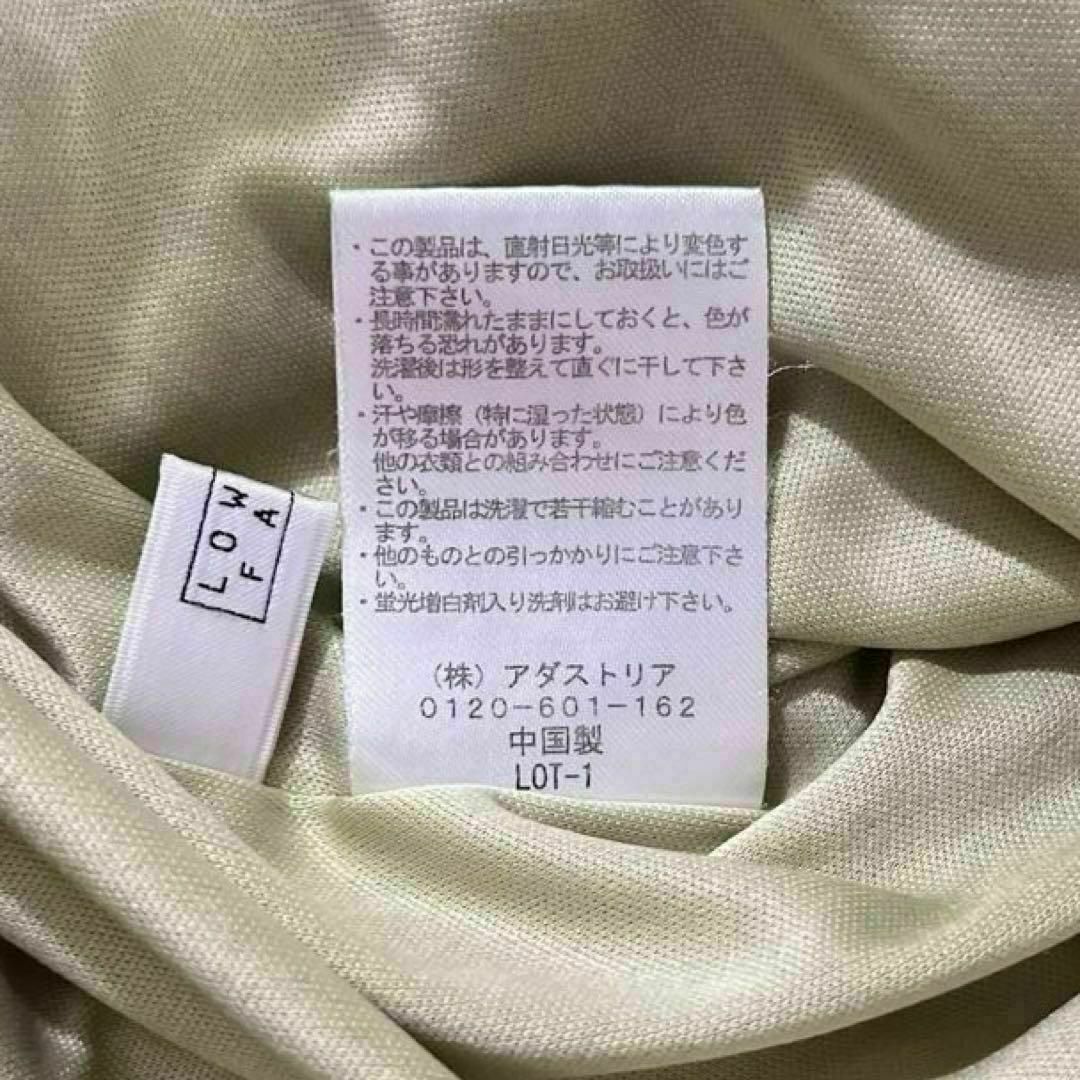 ・この製品は、直射日光等により変色す
る事がありますので、お取扱いにはご
注意下さい。
・長時間濡れたままにしておくと、色が
落ちる恐れがあります。
洗濯後は形を整えて直ぐに干して下さ
い。
・汗や摩擦(特に湿った状態)により色
が移る場合があります。
他の衣類との組み合わせにご注意くだ
さい。
・この製品は洗濯で若干縮むことがあり
ます。
・他のものとの引っかかりにご注意下さ
い。
・蛍光増白剤入り洗剤はお避け下さい。
(株)アダストリア
0120-601-162
中国製
LOT-1
LOW
FA